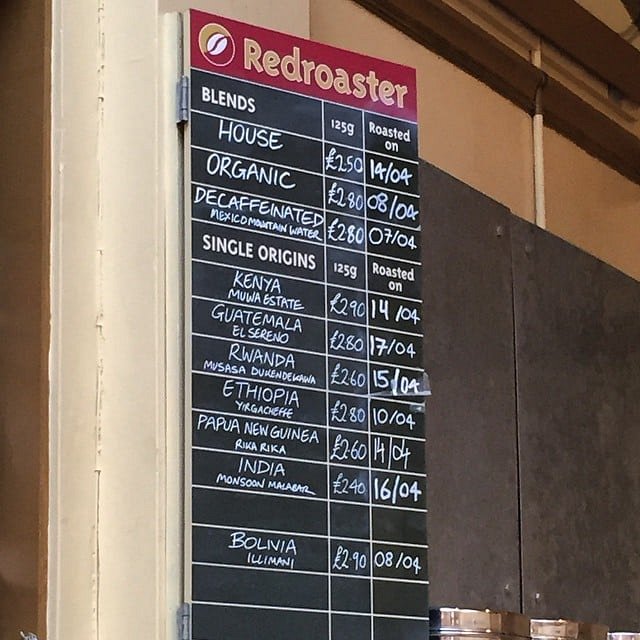 Redroaster
BLENDS 125g Roasted on
HOUSE £2.50 14/04
ORGANIC £2.80 08/04
DECAFFEINATED
MEXICO MOUNTAIN WATER £2.80 07/04
SINGLE ORIGINS 125g Roasted on
KENYA
MUWA ESTATE £2.90 14/04
GUATEMALA
EL SERENO £2.80 17/04
RWANDA
MUSASA DUKENDEKAWA £2.60 15/04
ETHIOPIA
YIRGACHEFFE £2.80 10/04
PAPUA NEW GUINEA
RIKA RIKA £2.60 14/04
INDIA
MONSOON MALABAR £2.40 16/04
BOLIVIA
ILLIMANI £2.90 08/04